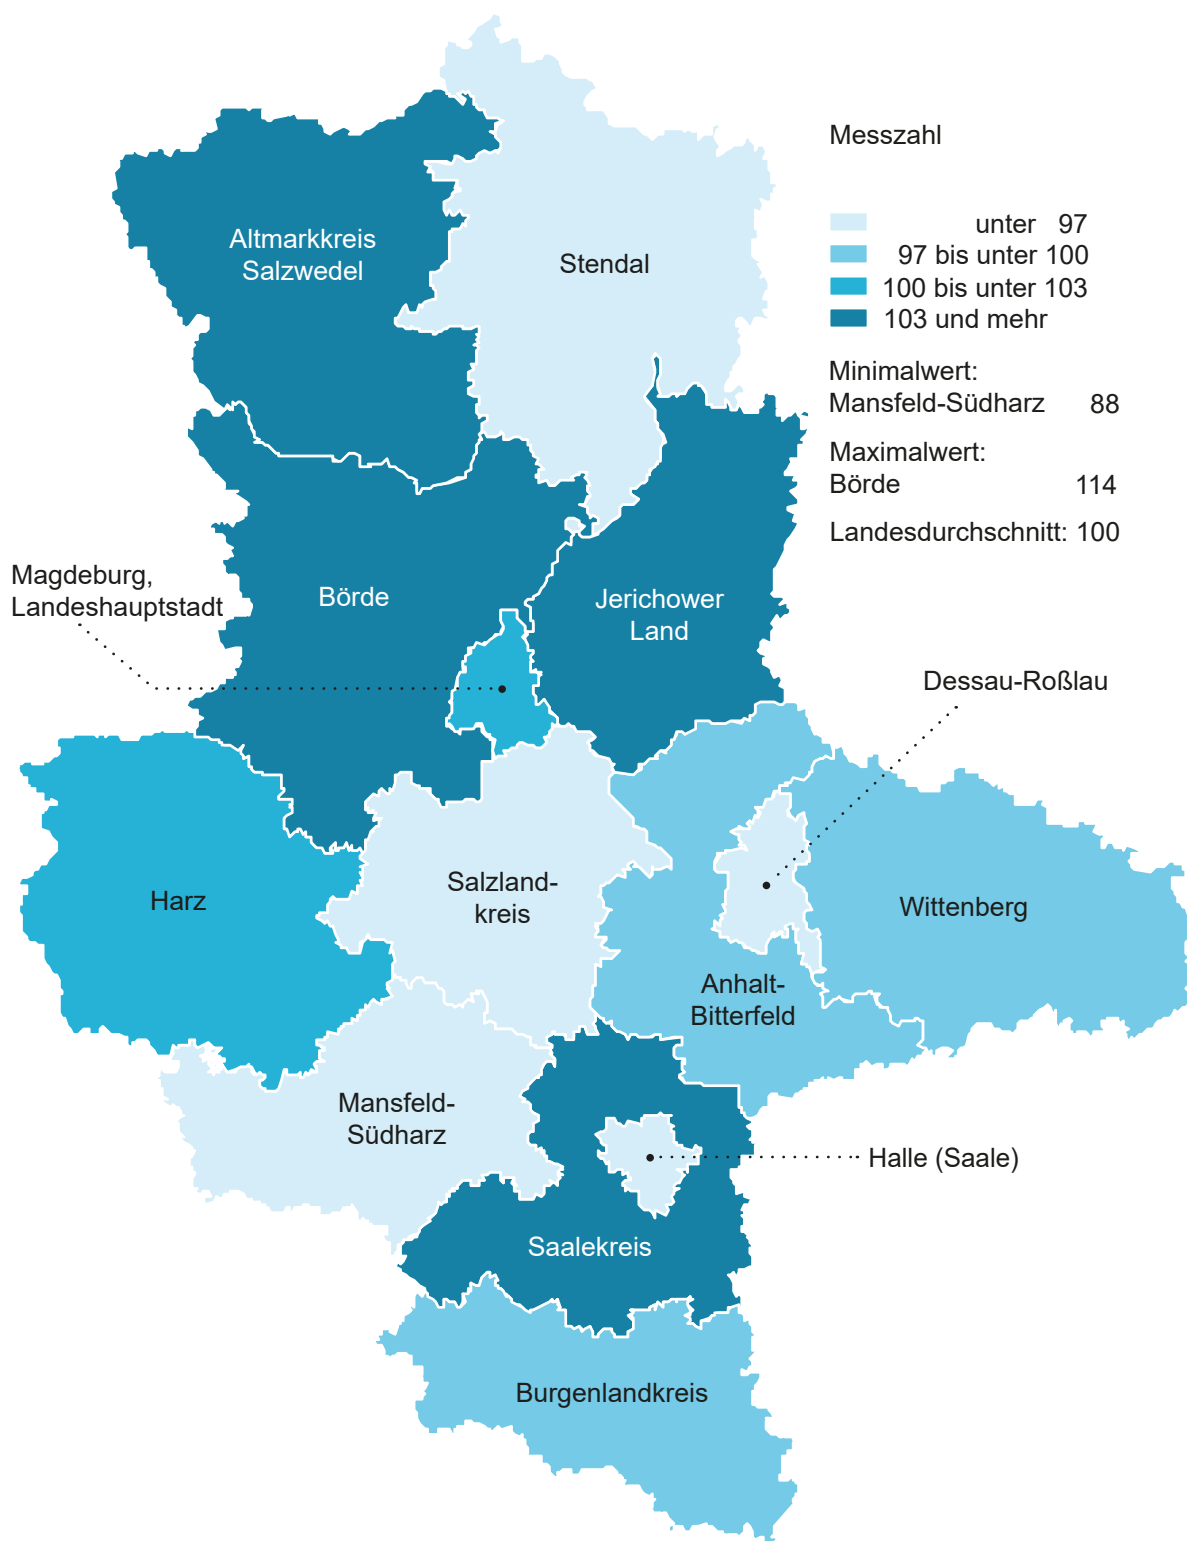 Messzahl
unter 97
97 bis unter 100
100 bis unter 103
103 und mehr
Minimalwert:
Mansfeld-Südharz 88
Maximalwert:
Börde 114
Landesdurchschnitt: 100
Altmarkkreis
Salzwedel
Stendal
Magdeburg,
Landeshauptstadt
Börde
Jerichower
Land
Dessau-Roßlau
Harz
Salzland-
kreis
Wittenberg
Anhalt-
Bitterfeld
Mansfeld-
Südharz
Halle (Saale)
Saalekreis
Burgenlandkreis